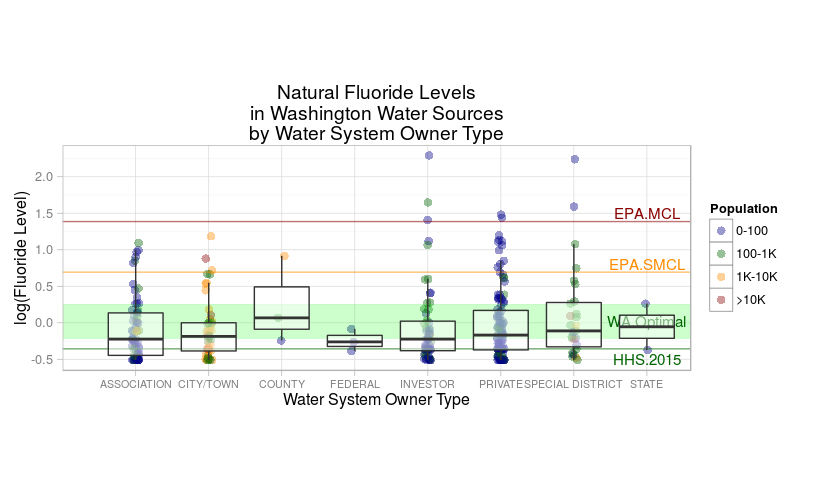 Natural Fluoride Levels
in Washington Water Sources
by Water System Owner Type
log(Fluoride Level)
2.0
1.5
1.0
0.5
0.0
-0.5
EPA.MCL
EPA.SMCL
WA.Optimal
HHS.2015
ASSOCIATION CITY/TOWN COUNTY FEDERAL INVESTOR PRIVATE SPECIAL DISTRICT STATE
Water System Owner Type
Population
0-100
100-1K
1K-10K
>10K